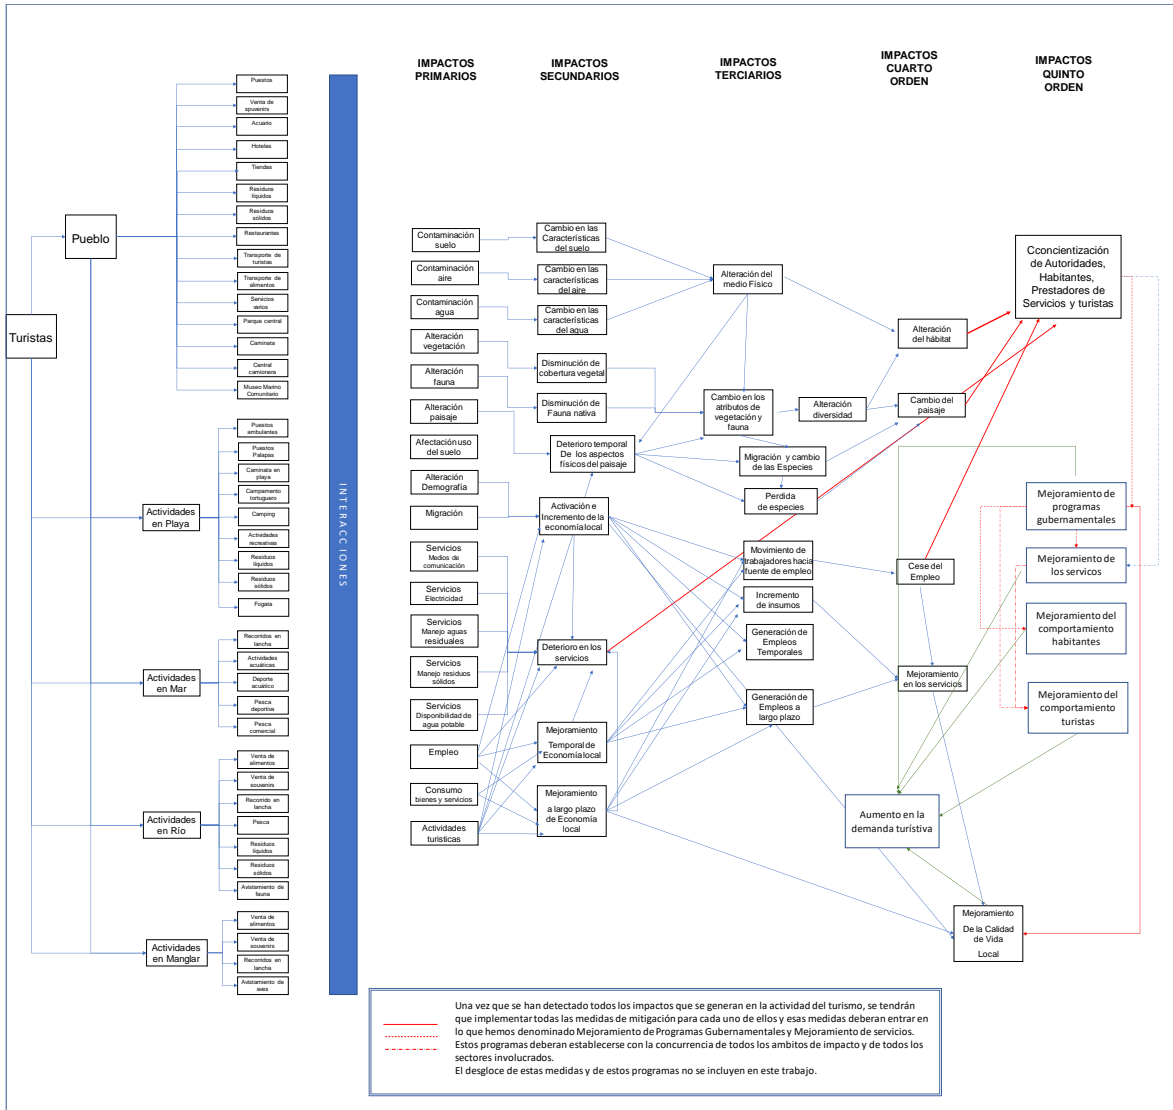 IMPACTOS
PRIMARIOS
IMPACTOS
SECUNDARIOS
IMPACTOS
TERCIARIOS
IMPACTOS
CUARTO
ORDEN
IMPACTOS
QUINTO
ORDEN
Turistas
Pueblo
Puestos
Venta de
spuvenirs
Acuario
Hoteles
Tiendas
Residuos
líquidos
Residuos
sólidos
Restaurantes
Transporte de
turistas
Transporte de
alimentos
Servicios
varios
Parque central
Caminata
Central
camionera
Museo Marino
Comunitario
Actividades
en Playa
Puestos
ambulantes
Puestos
Palapas
Caminata en
playa
Campamento
tortuguero
Camping
Actividades
recreativas
Residuos
líquidos
Residuos
sólidos
Fogata
Actividades
en Mar
Recorridos en
lancha
Actividades
acuáticas
Deporte
acuático
Pesca
deportiva
Pesca
comercial
Actividades
en Río
Venta de
alimentos
Venta de
souvenirs
Recorrido en
lancha
Pesca
Residuos
líquidos
Residuos
sólidos
Avistamiento de
fauna
Actividades
en Manglar
Venta de
alimentos
Venta de
souvenirs
Recorridos en
lancha
Avistamiento de
aves
INTERACCIONES
Contaminación
suelo
Contaminación
aire
Contaminación
agua
Alteración
vegetación
Alteración
fauna
Alteración
paisaje
Afectación uso
del suelo
Alteración
Demografía
Migración
Servicios
Medios de
comunicación
Servicios
Electricidad
Servicios
Manejo aguas
residuales
Servicios
Manejo residuos
sólidos
Servicios
Disponibilidad de
agua potable
Empleo
Consumo
bienes y servicios
Actividades
turisticas
Cambio en las
Características
del suelo
Cambio en las
características
del aire
Cambio en las
características
del agua
Disminución de
cobertura vegetal
Disminución de
Fauna nativa
Deterioro temporal
De los aspectos
físicos del paisaje
Activación e
Incremento de la
economía local
Deterioro en los
servicios
Mejoramiento
Temporal de
Economía local
Mejoramiento
a largo plazo
de Economía
local
Alteración del
medio Físico
Cambio en los
atributos de
vegetación y
fauna
Alteración
diversidad
Migración y cambio
de las Especies
Perdida
de especies
Movimiento de
trabajadores hacia
fuente de empleo
Incremento
de insumos
Generación de
Empleos
Temporales
Generación de
Empleos a
largo plazo
Alteración
del hábitat
Cambio del
paisaje
Cese del
Empleo
Mejoramiento
en los servicios
Aumento en la
demanda turístiva
Mejoramiento
De la Calidad de
Vida
Local
Cconcientización
de Autoridades,
Habitantes,
Prestadores de
Servicios y turistas
Mejoramiento de
programas
gubernamentales
Mejoramiento de
los servicos
Mejoramiento del
comportamiento
habitantes
Mejoramiento del
comportamiento
turistas
Una vez que se han detectado todos los impactos que se generan en la actividad del turismo, se tendrán
que implementar todas las medidas de mitigación para cada uno de ellos y esas medidas deberan entrar en
lo que hemos denominado Mejoramiento de Programas Gubernamentales y Mejoramiento de servicios.
Estos programas deberan establecerse con la concurrencia de todos los ambitos de impacto y de todos los
sectores involucrados.
El desgloce de estas medidas y de estos programas no se incluyen en este trabajo.